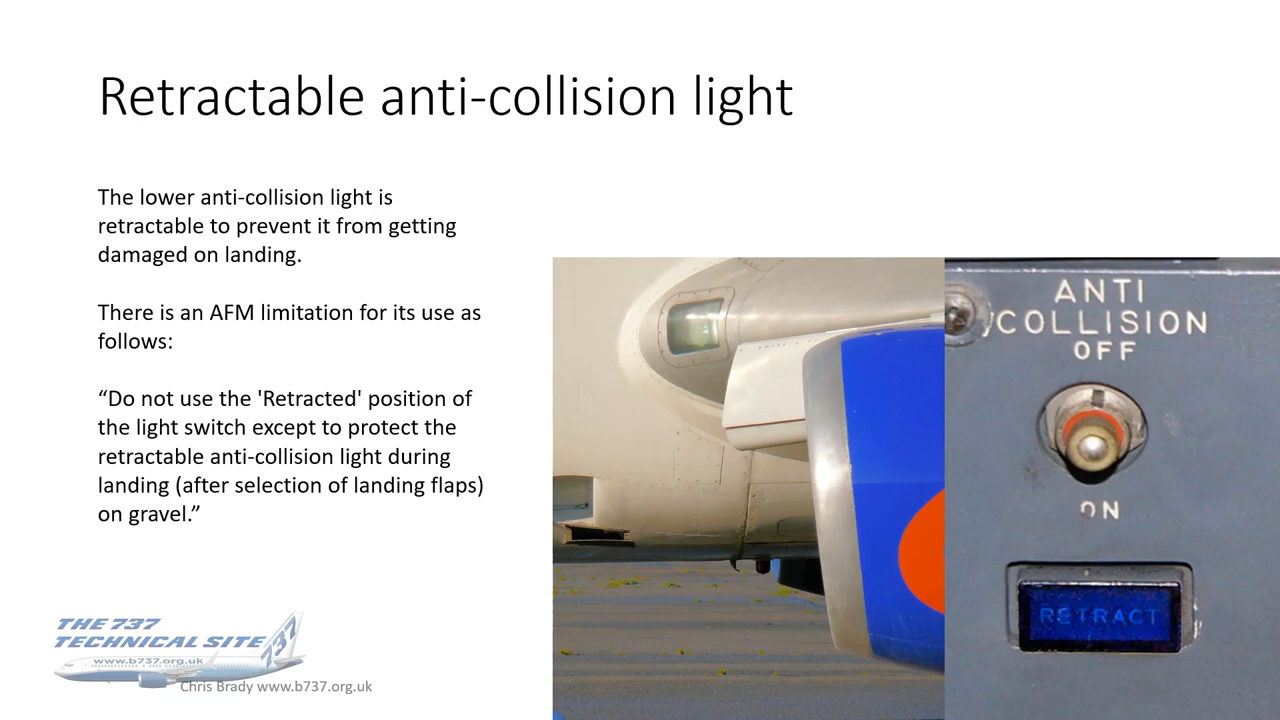 Retractable anti-collision light
The lower anti-collision light is
retractable to prevent it from getting
damaged on landing.
There is an AFM limitation for its use as
follows:
“Do not use the 'Retracted' position of
the light switch except to protect the
retractable anti-collision light during
landing (after selection of landing flaps)
on gravel.”
ANTI
COLLISION
OFF
ON
RETRACT
THE 737
TECHNICAL SITE
737
www.b737.org.uk
Chris Brady www.b737.org.uk